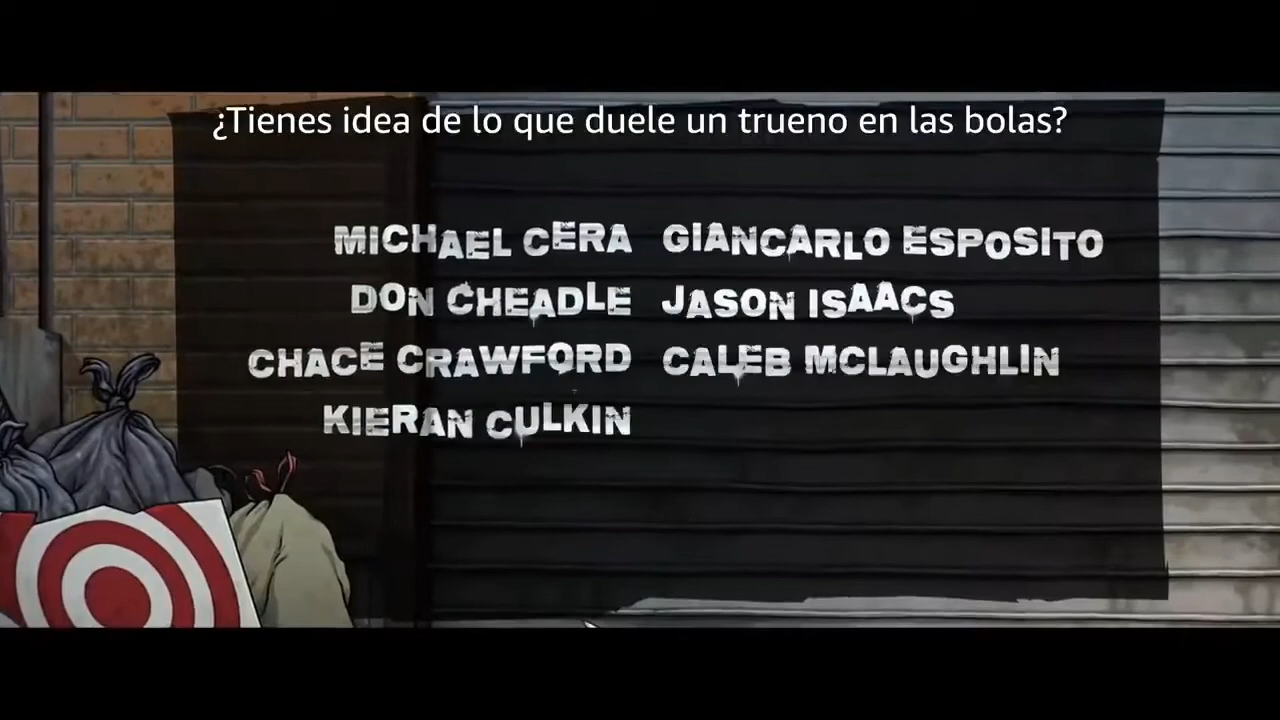 ¿Tienes idea de lo que duele un trueno en las bolas?
MICHAEL CERA GIANCARLO ESPOSITO
DON CHEADLE JASON ISAACS
CHACE CRAWFORD CALEB MCLAUGHLIN
KIERAN CULKIN